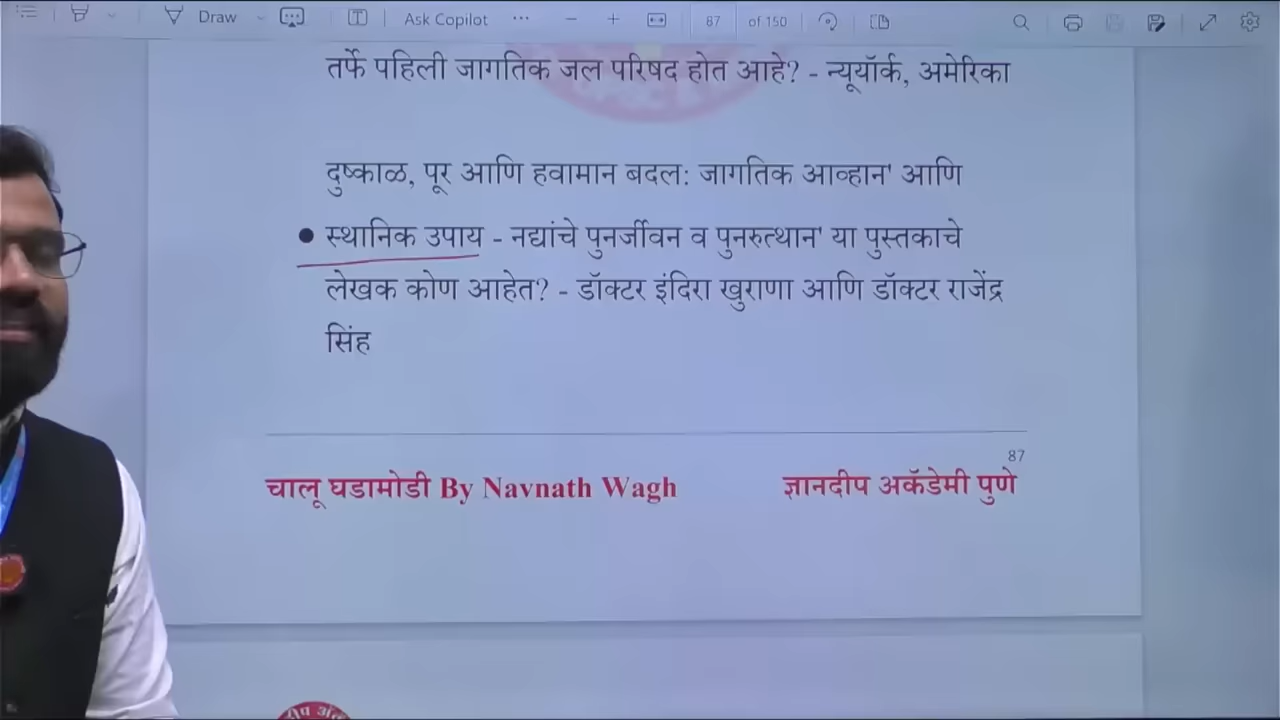 Draw
Ask Copilot
87 of 150
तर्फे पहिली जागतिक जल परिषद होत आहे? - न्यूयॉर्क, अमेरिका
दुष्काळ, पूर आणि हवामान बदल: जागतिक आव्हान' आणि
● स्थानिक उपाय - नद्यांचे पुनर्जीवन व पुनरुत्थान' या पुस्तकाचे
लेखक कोण आहेत? - डॉक्टर इंदिरा खुराणा आणि डॉक्टर राजेंद्र
सिंह
87
चालू घडामोडी By Navnath Wagh ज्ञानदीप अकॅडेमी पुणे